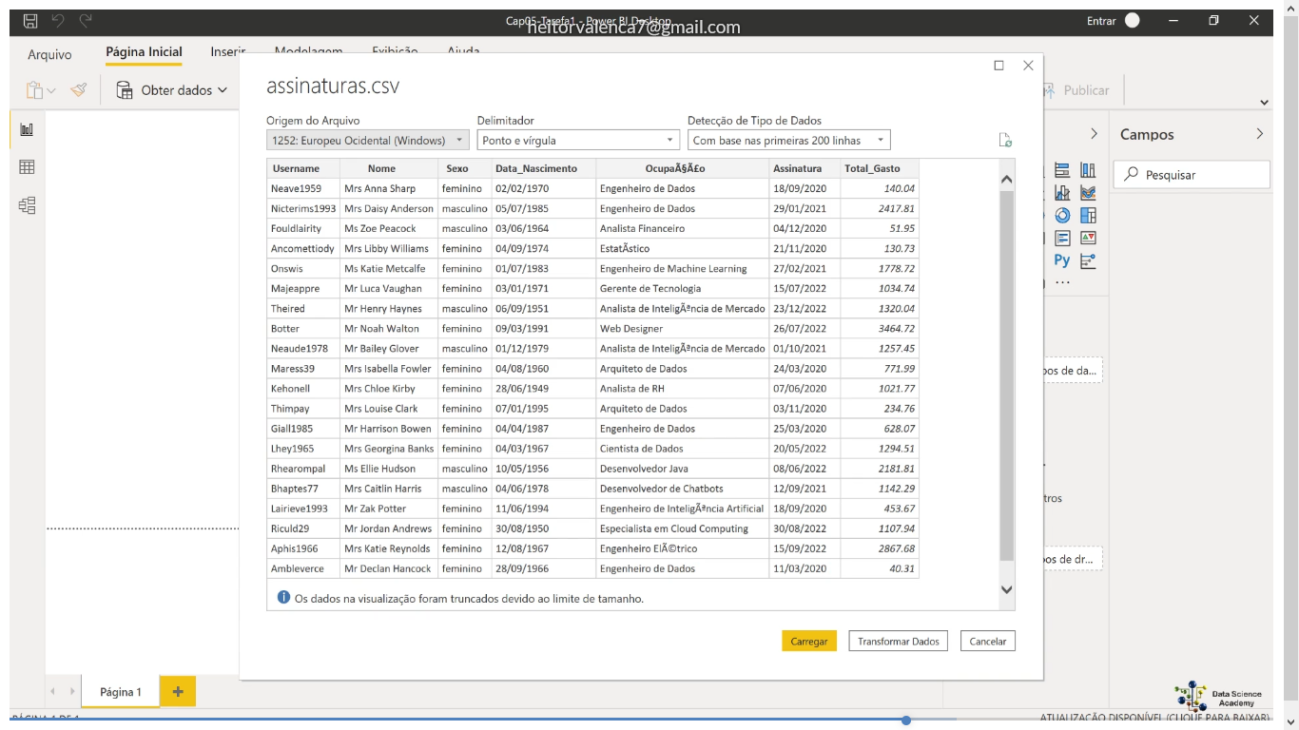 Cap05-Tarefa1 - Power BI Desktop
heitorvalenca7@gmail.com
Entrar
Arquivo Página Inicial Inserir Modelagem Exibição Ajuda
Obter dados
Publicar
assinaturas.csv
Origem do Arquivo Delimitador Detecção de Tipo de Dados
1252: Europeu Ocidental (Windows) Ponto e vírgula Com base nas primeiras 200 linhas
Campos
Pesquisar
Username Nome Sexo Data_Nascimento OcupaÃ§Ã£o Assinatura Total_Gasto
Neave1959 Mrs Anna Sharp feminino 02/02/1970 Engenheiro de Dados 18/09/2020 140.04
Nicterims1993 Mrs Daisy Anderson masculino 05/07/1985 Engenheiro de Dados 29/01/2021 2417.81
Fouldlairity Ms Zoe Peacock masculino 03/06/1964 Analista Financeiro 04/12/2020 51.95
Ancomettiody Mrs Libby Williams feminino 04/09/1974 EstatÃstico 21/11/2020 130.73
Onswis Ms Katie Metcalfe feminino 01/07/1983 Engenheiro de Machine Learning 27/02/2021 1778.72
Majeappre Mr Luca Vaughan feminino 03/01/1971 Gerente de Tecnologia 15/07/2022 1034.74
Theired Mr Henry Haynes masculino 06/09/1951 Analista de InteligÃªncia de Mercado 23/12/2022 1320.04
Botter Mr Noah Walton feminino 09/03/1991 Web Designer 26/07/2022 3464.72
Neaude1978 Mr Bailey Glover masculino 01/12/1979 Analista de InteligÃªncia de Mercado 01/10/2021 1257.45
Maress39 Mrs Isabella Fowler feminino 04/08/1960 Arquiteto de Dados 24/03/2020 771.99
Kehonell Mrs Chloe Kirby feminino 28/06/1949 Analista de RH 07/06/2020 1021.77
Thimpay Mrs Louise Clark feminino 07/01/1995 Arquiteto de Dados 03/11/2020 234.76
Giall1985 Mr Harrison Bowen feminino 04/04/1987 Engenheiro de Dados 25/03/2020 628.07
Lhey1965 Mrs Georgina Banks feminino 04/03/1967 Cientista de Dados 20/05/2022 1294.51
Rhearompal Ms Ellie Hudson masculino 10/05/1956 Desenvolvedor Java 08/06/2022 2181.81
Bhaptes77 Mrs Caitlin Harris masculino 04/06/1978 Desenvolvedor de Chatbots 12/09/2021 1142.29
Lairieve1993 Mr Zak Potter feminino 11/06/1994 Engenheiro de InteligÃªncia Artificial 18/09/2020 453.67
Riculd29 Mr Jordan Andrews feminino 30/08/1950 Especialista em Cloud Computing 30/08/2022 1107.94
Aphis1966 Mrs Katie Reynolds feminino 12/08/1967 Engenheiro ElÃ©trico 15/09/2022 2867.68
Ambleverce Mr Declan Hancock feminino 28/09/1966 Engenheiro de Dados 11/03/2020 40.31
Py
pos de da...
tros
pos de dr...
Os dados na visualização foram truncados devido ao limite de tamanho.
Carregar Transformar Dados Cancelar
Página 1
Data Science
Academy
PÁGINA 1 DE 1 ATUALIZAÇÃO DISPONÍVEL (CLIQUE PARA BAIXAR)